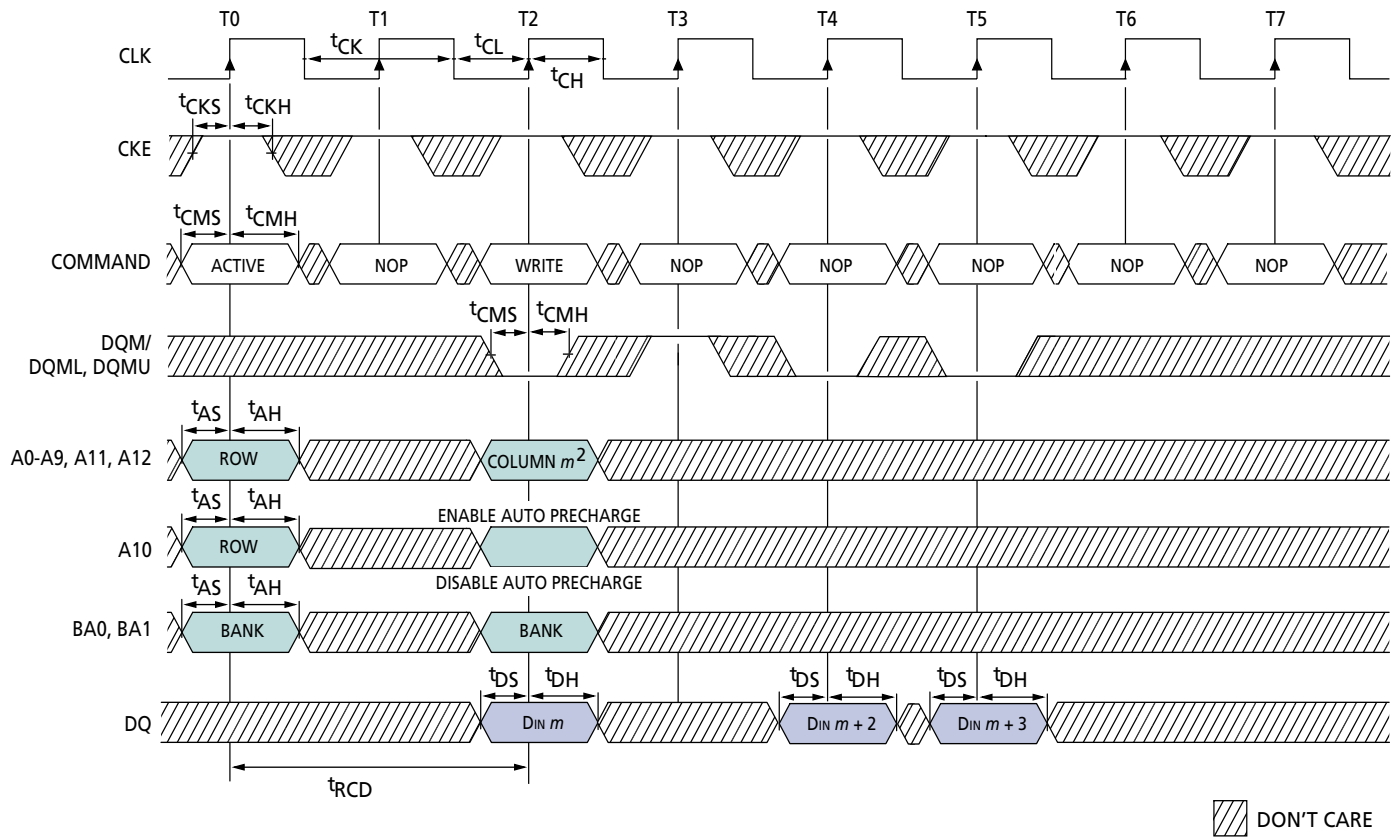 T0 T1 T2 T3 T4 T5 T6 T7
CLK
tCK tCL
tCH
tCKS tCKH
CKE
tCMS tCMH
COMMAND ACTIVE NOP WRITE NOP NOP NOP NOP NOP
tCMS tCMH
DQM/
DQML, DQMU
tAS tAH
A0-A9, A11, A12 ROW COLUMN m2
tAS tAH
ENABLE AUTO PRECHARGE
A10 ROW
DISABLE AUTO PRECHARGE
tAS tAH
BA0, BA1 BANK BANK
tDS tDH tDS tDH tDS tDH
DQ DIN m DIN m + 2 DIN m + 3
tRCD
DON'T CARE